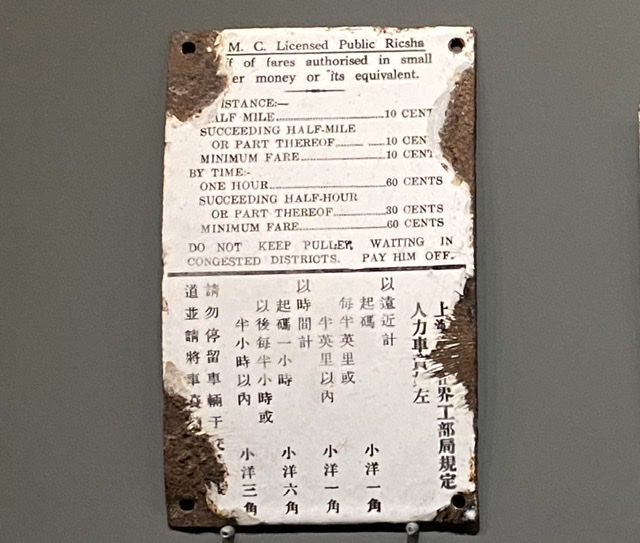 M. C. Licensed Public Ricsha
ff of fares authorised in small
er money or its equivalent.
ISTANCE:—
ALF MILE 10 CENT
SUCCEEDING HALF-MILE
OR PART THEREOF 10 CEN
MINIMUM FARE 10 CENT
BY TIME:-
ONE HOUR 60 CENTS
SUCCEEDING HALF-HOUR
OR PART THEREOF 30 CENTS
MINIMUM FARE 60 CENTS
DO NOT KEEP PULLER WAITING IN
CONGESTED DISTRICTS. PAY HIM OFF.
上 界工部局規定
人力車 左
以遠近計
起碼 小洋一角
每半英里或
半英里以內 小洋一角
以時間計
起碼一小時 小洋六角
以後每半小時或
半小時以內 小洋三角
請勿停留車輛于
道並請將車